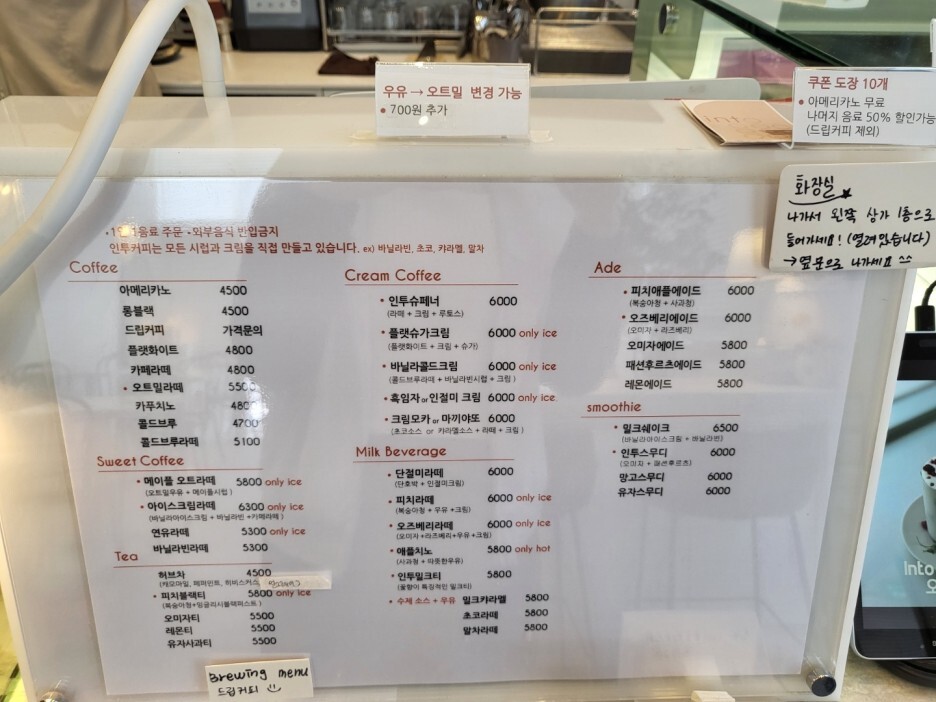 우유 → 오트밀 변경 가능
• 700원 추가
쿠폰 도장 10개
• 아메리카노 무료
나머지 음료 50% 할인가능
(드립커피 제외)
화장실
나가서 왼쪽 상가 1층으로
들어가세요! (열려있습니다)
→ 옆문으로 나가세요 ^^
음료 주문 • 외부음식 반입금지
인투커피는 모든 시럽과 크림을 직접 만들고 있습니다. ex) 바닐라빈, 초코, 캬라멜, 말차
Coffee
아메리카노 4500
롱블랙 4500
드립커피 가격문의
플랫화이트 4800
카페라떼 4800
• 오트밀라떼 5500
카푸치노 480
콜드브루 4700
콜드브루라떼 5100
Sweet Coffee
• 메이플 오트라떼 5800 only ice
(오트밀우유 + 메이플시럽)
• 아이스크림라떼 6300 only ice
(바닐라아이스크림 + 바닐라빈 +카페라떼)
연유라떼 5300 only ice
바닐라빈라떼 5300
Tea
허브차 4500
(캐모마일, 페퍼민트, 히비스커스
• 피치블랙티 5800 only ice
(복숭아청+잉글리시블랙퍼스트)
오미자티 5500
레몬티 5500
유자사과티 5500
Cream Coffee
• 인투슈페너 6000
(라떼 + 크림 + 루토스)
• 플랫슈가크림 6000 only ice
(플랫화이트 + 크림 + 슈가)
• 바닐라콜드크림 6000 only ice
(콜드브루라떼 + 바닐라빈시럽 + 크림)
• 흑임자 or 인절미 크림 6000 only ice
• 크림모카 or 마끼야또 6000
(초코소스 or 카라멜소스 + 라떼 + 크림)
Milk Beverage
• 단절미라떼 6000
(단호박 + 인절미크림)
• 피치라떼 6000 only ice
(복숭아청 + 우유 +크림)
• 오즈베리라떼 6000 only ice
(오미자 +라즈베리+우유 +크림)
• 애플치노 5800 only hot
(사과청 + 따뜻한우유)
• 인투밀크티 5800
(꽃향이 특징적인 밀크티)
• 수제 소스 + 우유 밀크캬라멜 5800
초코라떼 5800
말차라떼 5800
Ade
• 피치애플에이드 6000
(복숭아청 + 사과청)
• 오즈베리에이드 6000
(오미자 + 라즈베리)
오미자에이드 5800
패션후르츠에이드 5800
레몬에이드 5800
smoothie
• 밀크쉐이크 6500
(바닐라아이스크림 + 바닐라빈)
• 인투스무디 6000
(오미자 + 패션후르츠)
망고스무디 6000
유자스무디 6000
Brewing menu
드립커피
Into